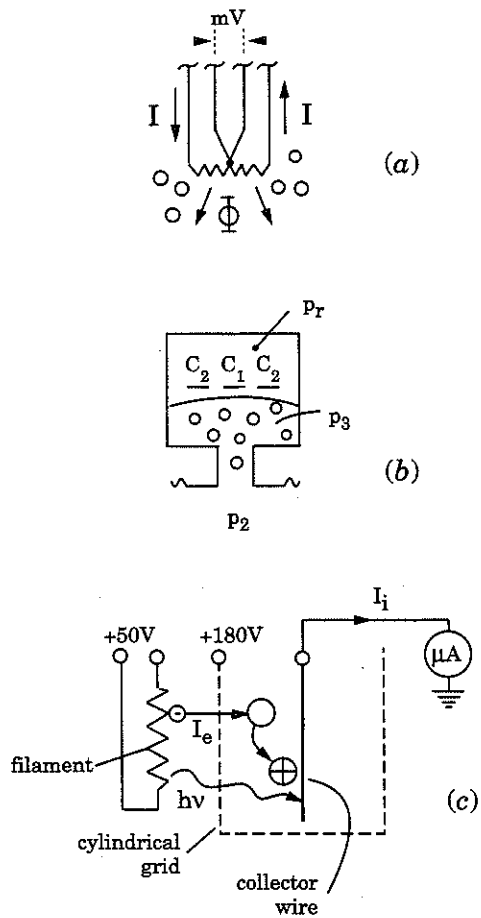 mV
I I
(a)
Φ
p_r
C_2 C_1 C_2
p_3
(b)
p_2
I_i
+50V +180V
μA
I_e
filament
hν
(c)
cylindrical
grid
collector
wire